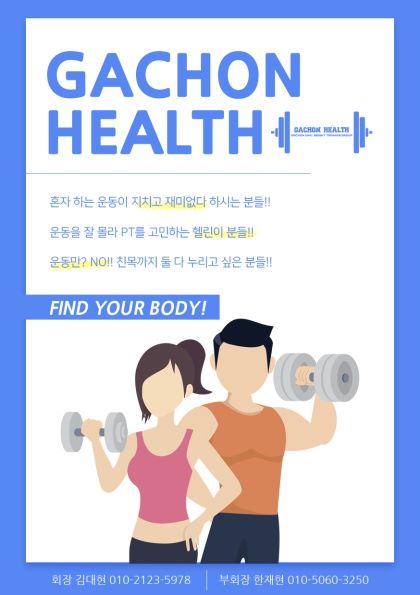 GACHON
HEALTH
GACHON HEALTH
혼자 하는 운동이 지치고 재미없다 하시는 분들!!
운동을 잘 몰라 PT를 고민하는 헬린이 분들!!
운동만? NO!! 친목까지 둘 다 누리고 싶은 분들!!
FIND YOUR BODY!
회장 김대현 010-2123-5978
부회장 한재현 010-5060-3250